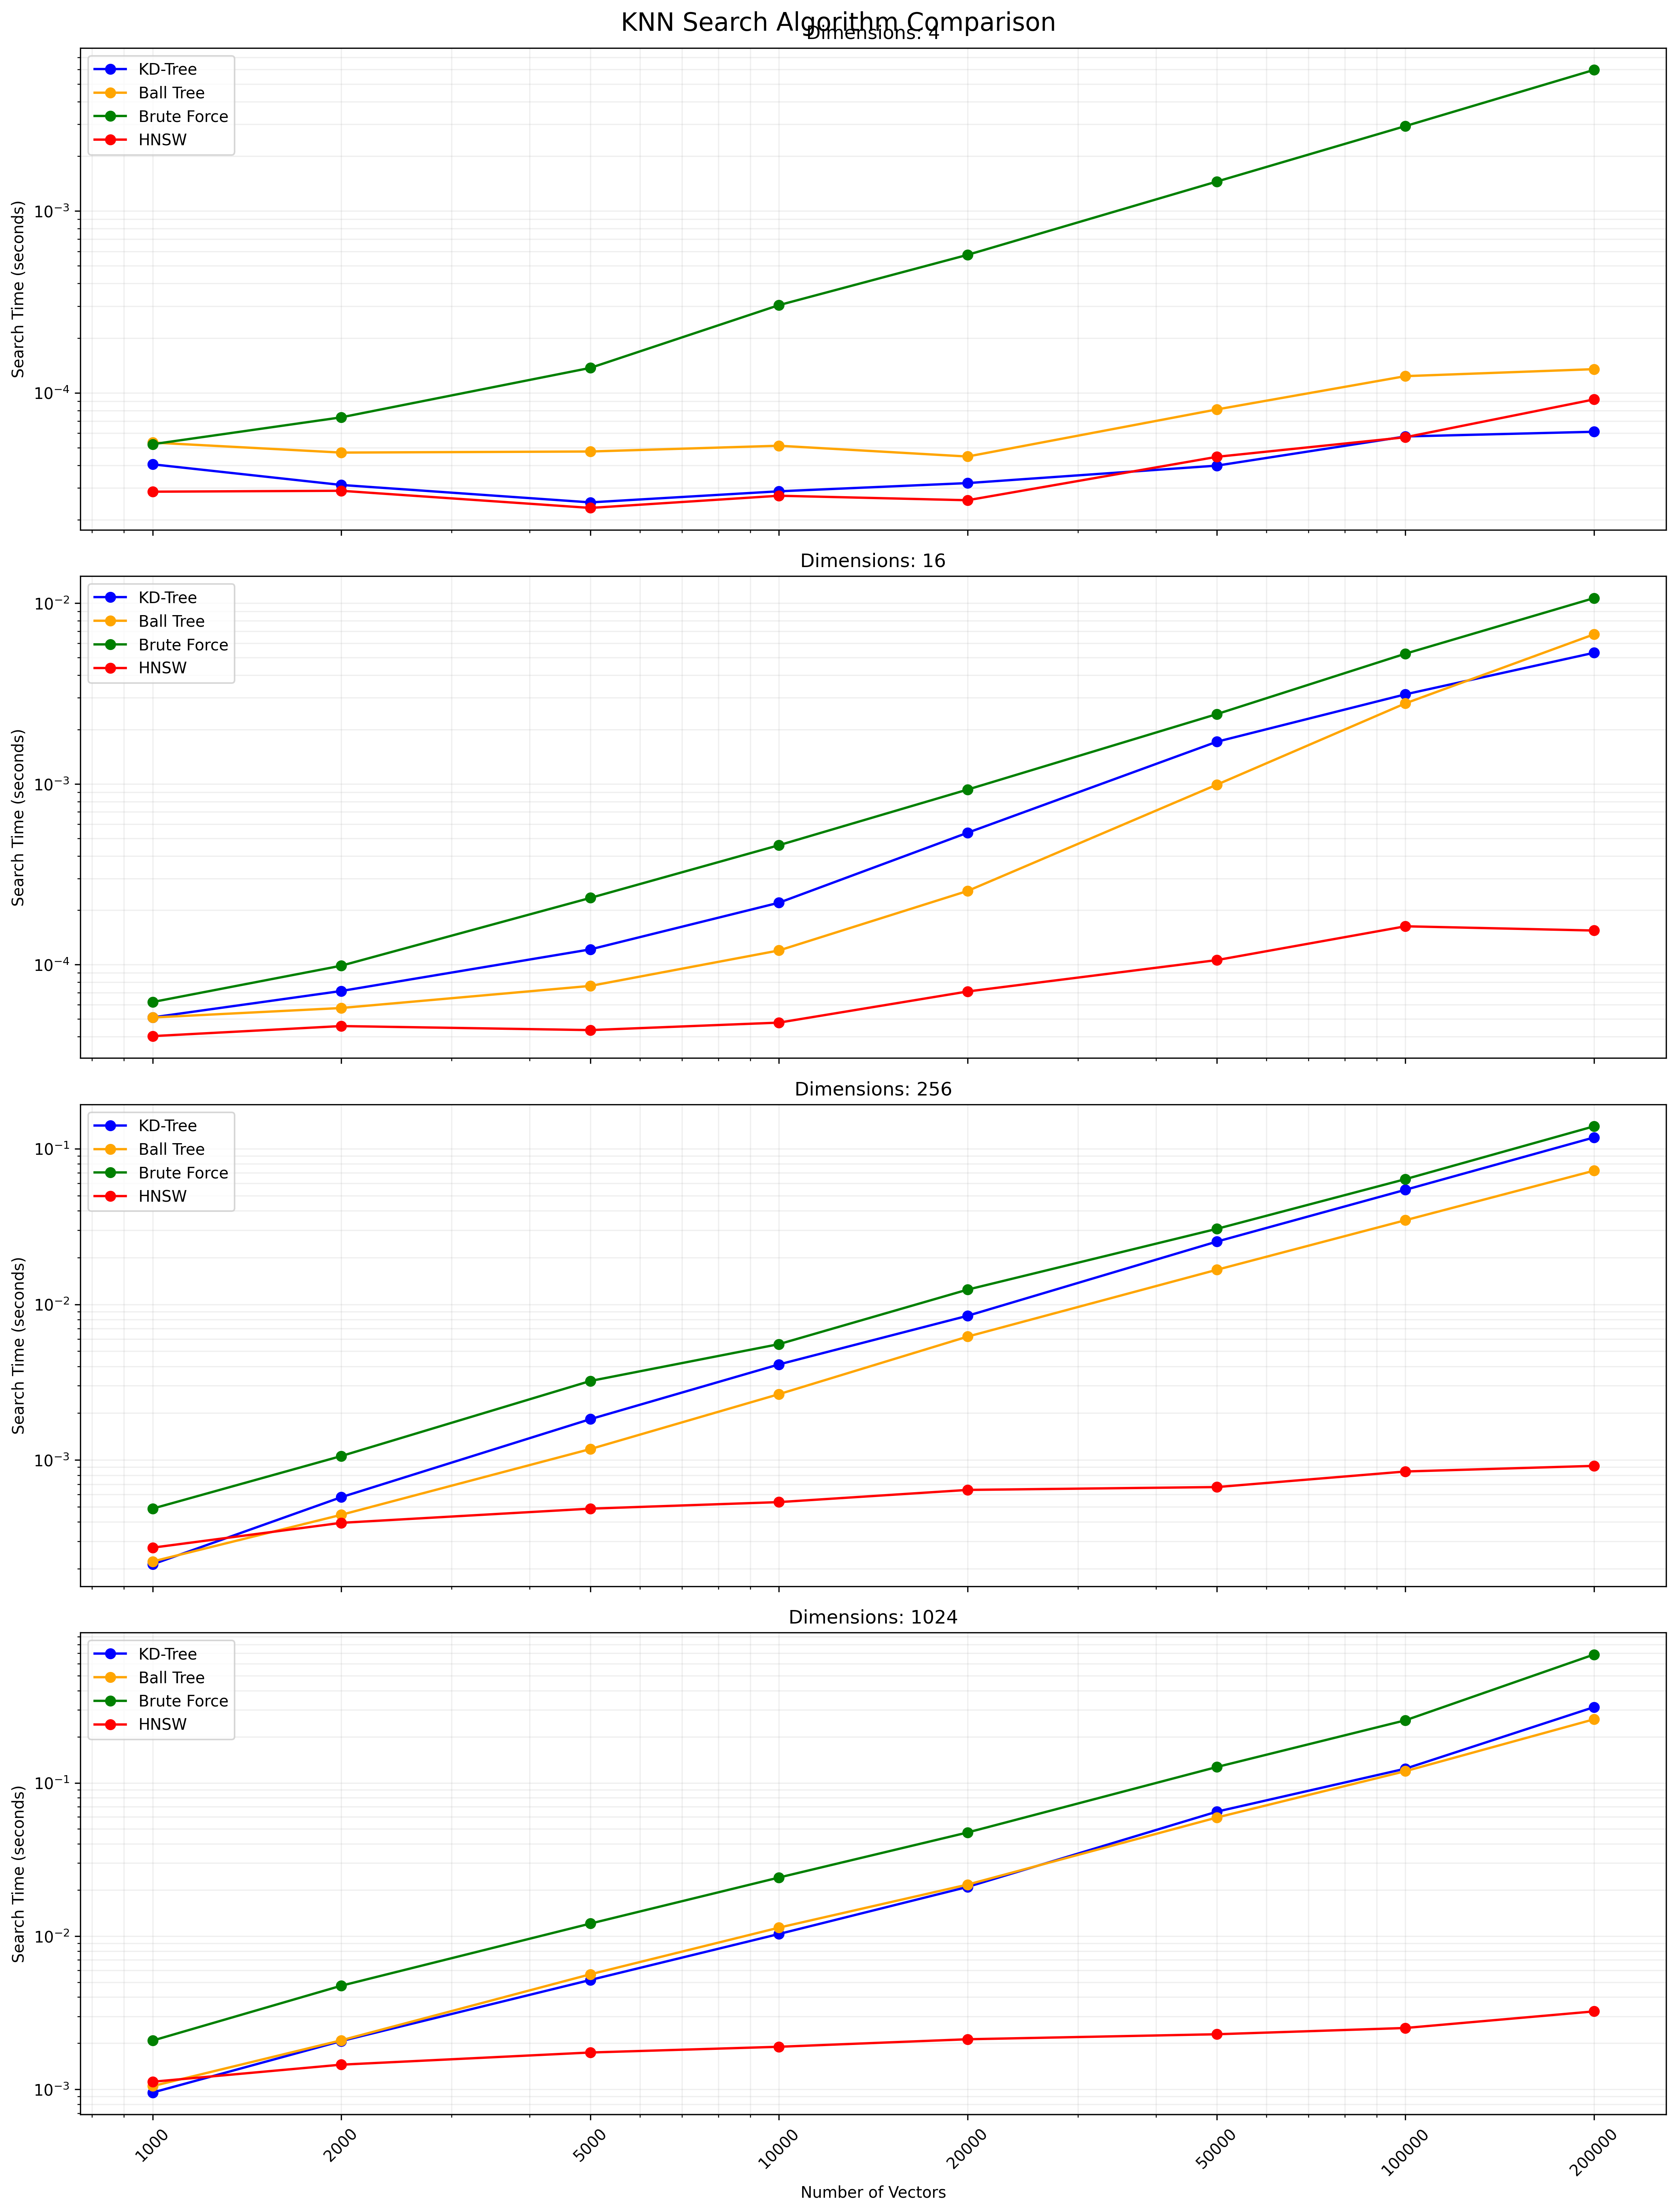 KNN Search Algorithm Comparison
Dimensions: 4
KD-Tree
Ball Tree
Brute Force
HNSW
10⁻³
10⁻⁴
Search Time (seconds)
Dimensions: 16
KD-Tree
Ball Tree
Brute Force
HNSW
10⁻²
10⁻³
10⁻⁴
Search Time (seconds)
Dimensions: 256
KD-Tree
Ball Tree
Brute Force
HNSW
10⁻¹
10⁻²
10⁻³
Search Time (seconds)
Dimensions: 1024
KD-Tree
Ball Tree
Brute Force
HNSW
10⁻¹
10⁻²
10⁻³
Search Time (seconds)
1000 2000 5000 10000 20000 50000 100000 200000
Number of Vectors